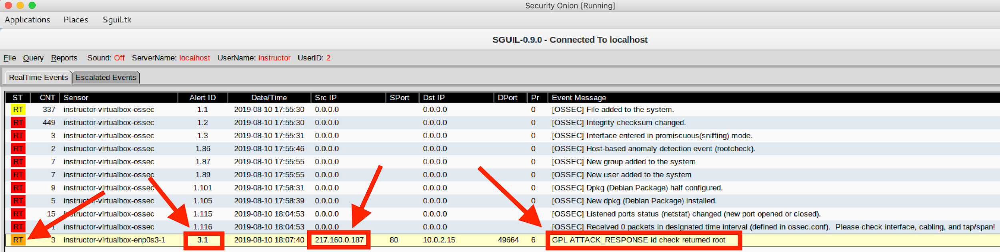 Security Onion [Running]
Applications Places Sguil.tk
SGUIL-0.9.0 - Connected To localhost
File Query Reports Sound: Off ServerName: localhost UserName: instructor UserID: 2
RealTime Events Escalated Events
ST CNT Sensor Alert ID Date/Time Src IP SPort Dst IP DPort Pr Event Message
RT 337 instructor-virtualbox-ossec 1.1 2019-08-10 17:55:30 0.0.0.0 0.0.0.0 0 [OSSEC] File added to the system.
RT 449 instructor-virtualbox-ossec 1.2 2019-08-10 17:55:30 0.0.0.0 0.0.0.0 0 [OSSEC] Integrity checksum changed.
RT 3 instructor-virtualbox-ossec 1.3 2019-08-10 17:55:31 0.0.0.0 0.0.0.0 0 [OSSEC] Interface entered in promiscuous(sniffing) mode.
RT 2 instructor-virtualbox-ossec 1.86 2019-08-10 17:55:46 0.0.0.0 0.0.0.0 0 [OSSEC] Host-based anomaly detection event (rootcheck).
RT 7 instructor-virtualbox-ossec 1.87 2019-08-10 17:55:55 0.0.0.0 0.0.0.0 0 [OSSEC] New group added to the system
RT 7 instructor-virtualbox-ossec 1.89 2019-08-10 17:55:55 0.0.0.0 0.0.0.0 0 [OSSEC] New user added to the system
RT 9 instructor-virtualbox-ossec 1.101 2019-08-10 17:58:31 0.0.0.0 0.0.0.0 0 [OSSEC] Dpkg (Debian Package) half configured.
RT 5 instructor-virtualbox-ossec 1.105 2019-08-10 17:58:39 0.0.0.0 0.0.0.0 0 [OSSEC] New dpkg (Debian Package) installed.
RT 15 instructor-virtualbox-ossec 1.115 2019-08-10 18:04:53 0.0.0.0 0.0.0.0 0 [OSSEC] Listened ports status (netstat) changed (new port opened or closed).
RT 1 instructor-virtualbox-ossec 1.116 2019-08-10 18:04:53 0.0.0.0 0.0.0.0 0 [OSSEC] Received 0 packets in designated time interval (defined in ossec.conf). Please check interface, cabling, and tap/span!
RT 3 instructor-virtualbox-enp0s3-1 3.1 2019-08-10 18:07:40 217.160.0.187 80 10.0.2.15 49664 6 GPL ATTACK_RESPONSE id check returned root